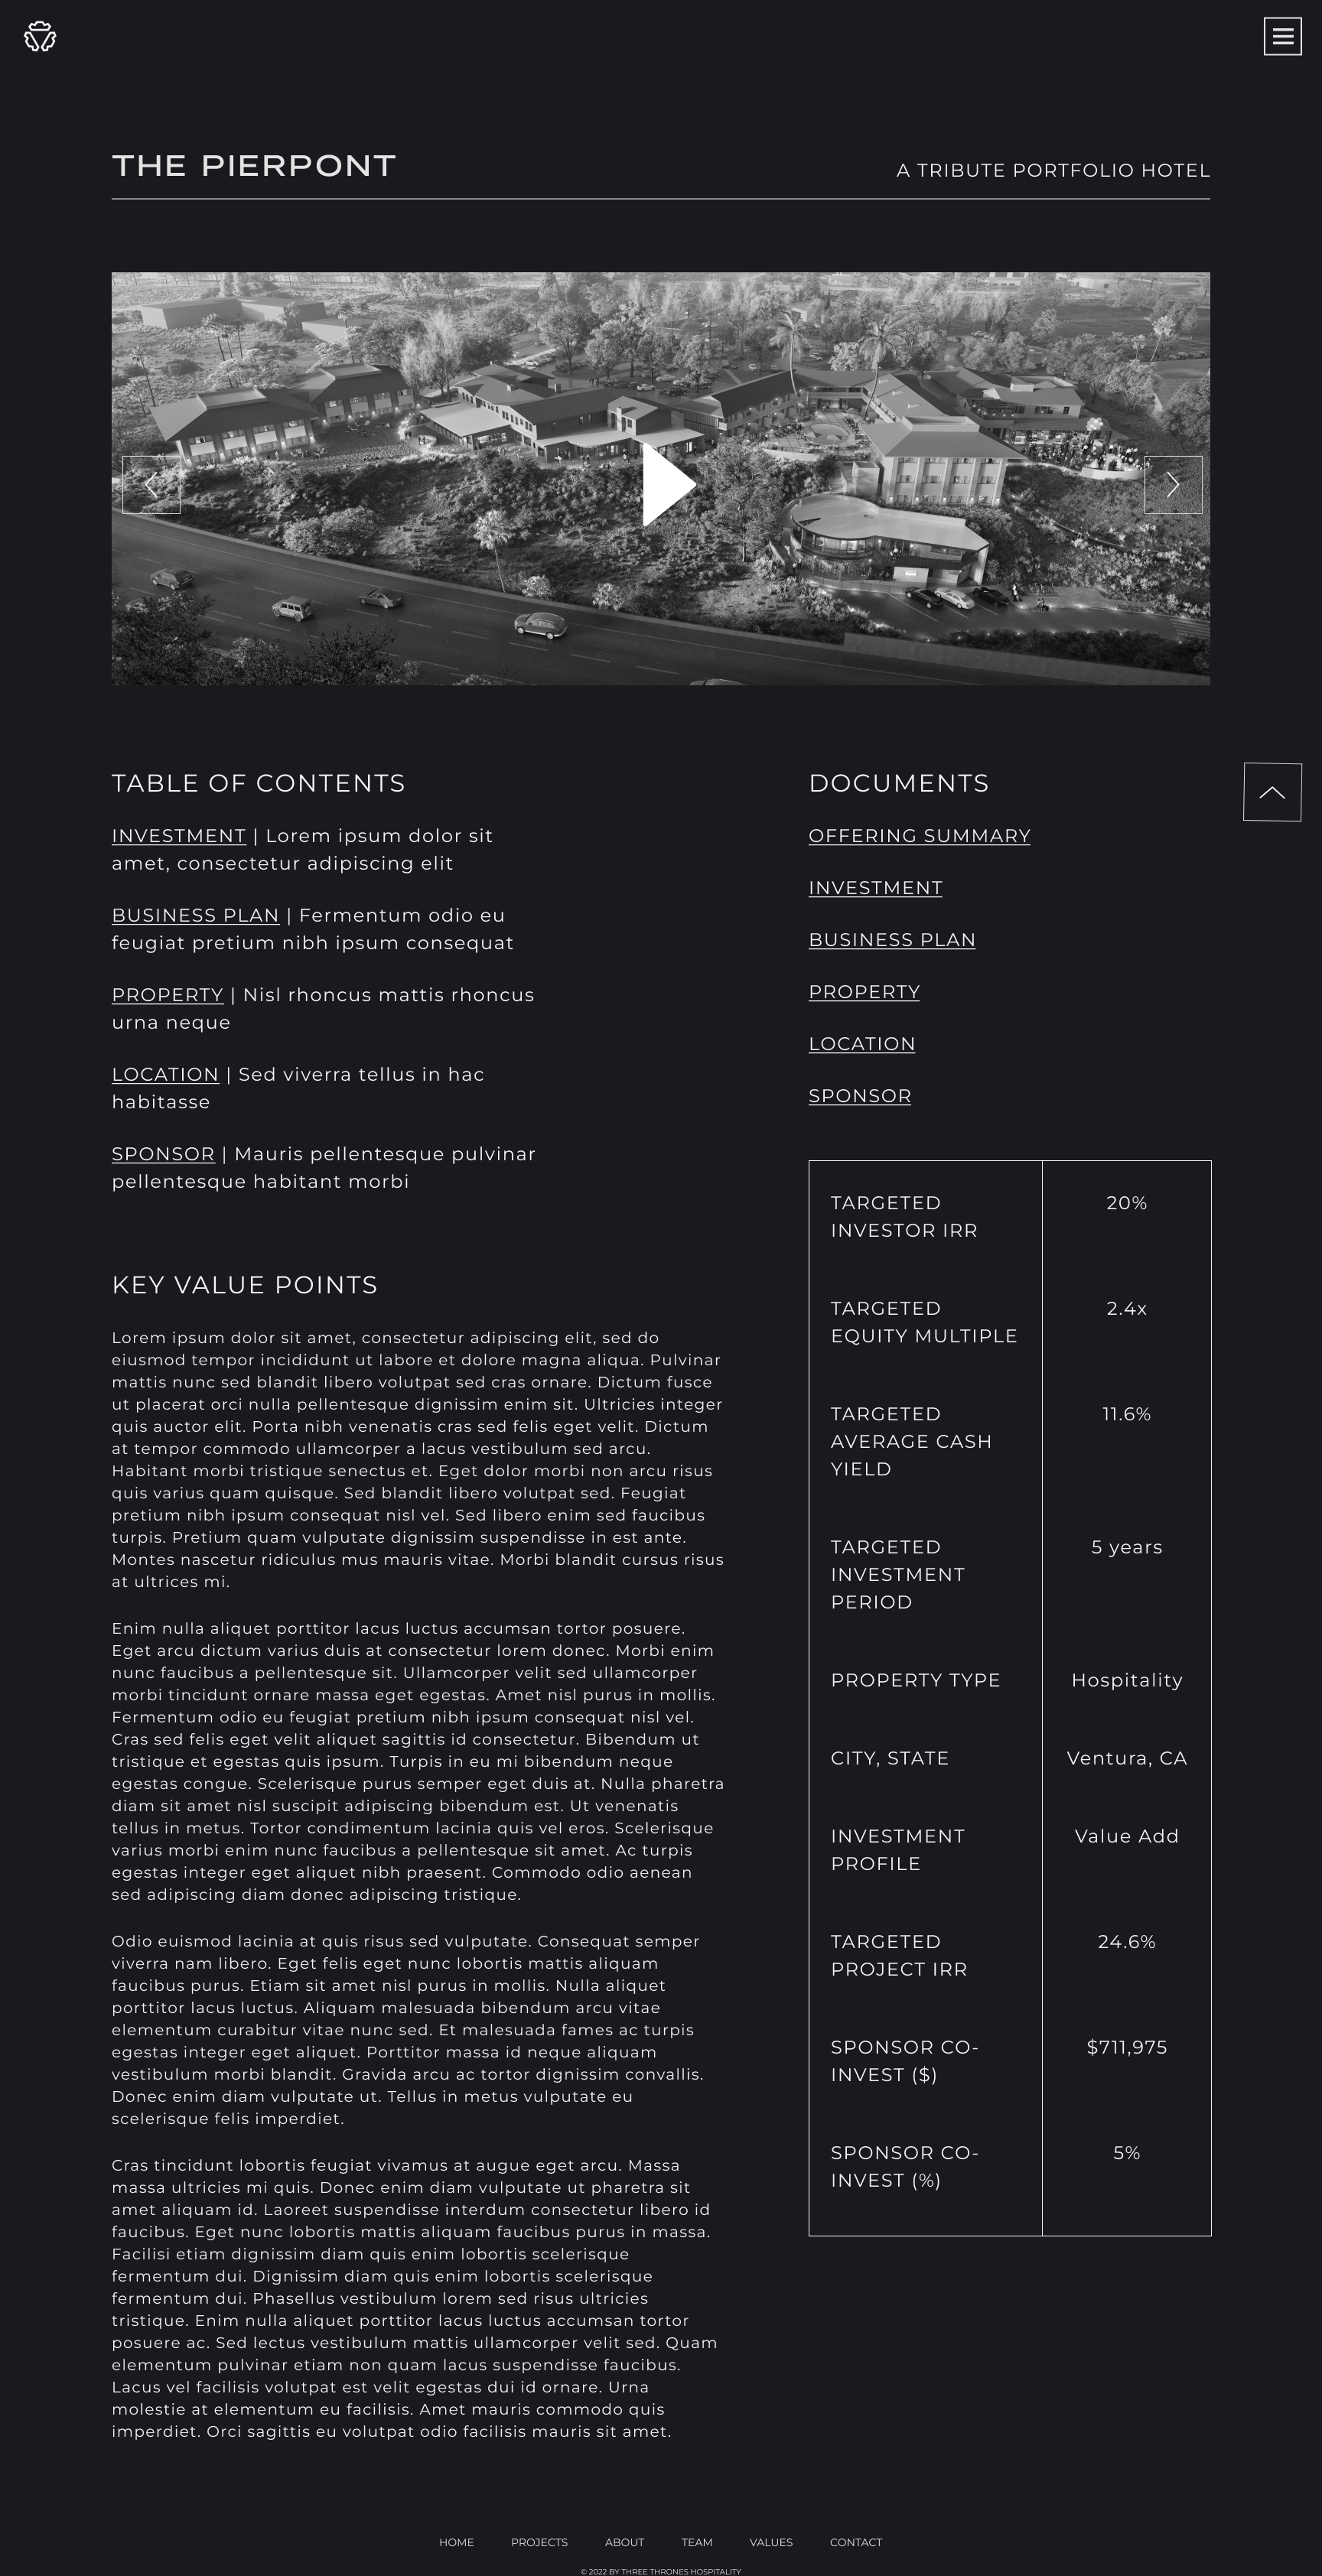 THE PIERPONT
A TRIBUTE PORTFOLIO HOTEL
TABLE OF CONTENTS
INVESTMENT | Lorem ipsum dolor sit
amet, consectetur adipiscing elit
BUSINESS PLAN | Fermentum odio eu
feugiat pretium nibh ipsum consequat
PROPERTY | Nisl rhoncus mattis rhoncus
urna neque
LOCATION | Sed viverra tellus in hac
habitasse
SPONSOR | Mauris pellentesque pulvinar
pellentesque habitant morbi
KEY VALUE POINTS
Lorem ipsum dolor sit amet, consectetur adipiscing elit, sed do
eiusmod tempor incididunt ut labore et dolore magna aliqua. Pulvinar
mattis nunc sed blandit libero volutpat sed cras ornare. Dictum fusce
ut placerat orci nulla pellentesque dignissim enim sit. Ultricies integer
quis auctor elit. Porta nibh venenatis cras sed felis eget velit. Dictum
at tempor commodo ullamcorper a lacus vestibulum sed arcu.
Habitant morbi tristique senectus et. Eget dolor morbi non arcu risus
quis varius quam quisque. Sed blandit libero volutpat sed. Feugiat
pretium nibh ipsum consequat nisl vel. Sed libero enim sed faucibus
turpis. Pretium quam vulputate dignissim suspendisse in est ante.
Montes nascetur ridiculus mus mauris vitae. Morbi blandit cursus risus
at ultrices mi.
Enim nulla aliquet porttitor lacus luctus accumsan tortor posuere.
Eget arcu dictum varius duis at consectetur lorem donec. Morbi enim
nunc faucibus a pellentesque sit. Ullamcorper velit sed ullamcorper
morbi tincidunt ornare massa eget egestas. Amet nisl purus in mollis.
Fermentum odio eu feugiat pretium nibh ipsum consequat nisl vel.
Cras sed felis eget velit aliquet sagittis id consectetur. Bibendum ut
tristique et egestas quis ipsum. Turpis in eu mi bibendum neque
egestas congue. Scelerisque purus semper eget duis at. Nulla pharetra
diam sit amet nisl suscipit adipiscing bibendum est. Ut venenatis
tellus in metus. Tortor condimentum lacinia quis vel eros. Scelerisque
varius morbi enim nunc faucibus a pellentesque sit amet. Ac turpis
egestas integer eget aliquet nibh praesent. Commodo odio aenean
sed adipiscing diam donec adipiscing tristique.
Odio euismod lacinia at quis risus sed vulputate. Consequat semper
viverra nam libero. Eget felis eget nunc lobortis mattis aliquam
faucibus purus. Etiam sit amet nisl purus in mollis. Nulla aliquet
porttitor lacus luctus. Aliquam malesuada bibendum arcu vitae
elementum curabitur vitae nunc sed. Et malesuada fames ac turpis
egestas integer eget aliquet. Porttitor massa id neque aliquam
vestibulum morbi blandit. Gravida arcu ac tortor dignissim convallis.
Donec enim diam vulputate ut. Tellus in metus vulputate eu
scelerisque felis imperdiet.
Cras tincidunt lobortis feugiat vivamus at augue eget arcu. Massa
massa ultricies mi quis. Donec enim diam vulputate ut pharetra sit
amet aliquam id. Laoreet suspendisse interdum consectetur libero id
faucibus. Eget nunc lobortis mattis aliquam faucibus purus in massa.
Facilisi etiam dignissim diam quis enim lobortis scelerisque
fermentum dui. Dignissim diam quis enim lobortis scelerisque
fermentum dui. Phasellus vestibulum lorem sed risus ultricies
tristique. Enim nulla aliquet porttitor lacus luctus accumsan tortor
posuere ac. Sed lectus vestibulum mattis ullamcorper velit sed. Quam
elementum pulvinar etiam non quam lacus suspendisse faucibus.
Lacus vel facilisis volutpat est velit egestas dui id ornare. Urna
molestie at elementum eu facilisis. Amet mauris commodo quis
imperdiet. Orci sagittis eu volutpat odio facilisis mauris sit amet.
DOCUMENTS
OFFERING SUMMARY
INVESTMENT
BUSINESS PLAN
PROPERTY
LOCATION
SPONSOR
TARGETED 20%
INVESTOR IRR
TARGETED 2.4x
EQUITY MULTIPLE
TARGETED 11.6%
AVERAGE CASH
YIELD
TARGETED 5 years
INVESTMENT
PERIOD
PROPERTY TYPE Hospitality
CITY, STATE Ventura, CA
INVESTMENT Value Add
PROFILE
TARGETED 24.6%
PROJECT IRR
SPONSOR CO- $711,975
INVEST ($)
SPONSOR CO- 5%
INVEST (%)
HOME PROJECTS ABOUT TEAM VALUES CONTACT
© 2022 BY THREE THRONES HOSPITALITY